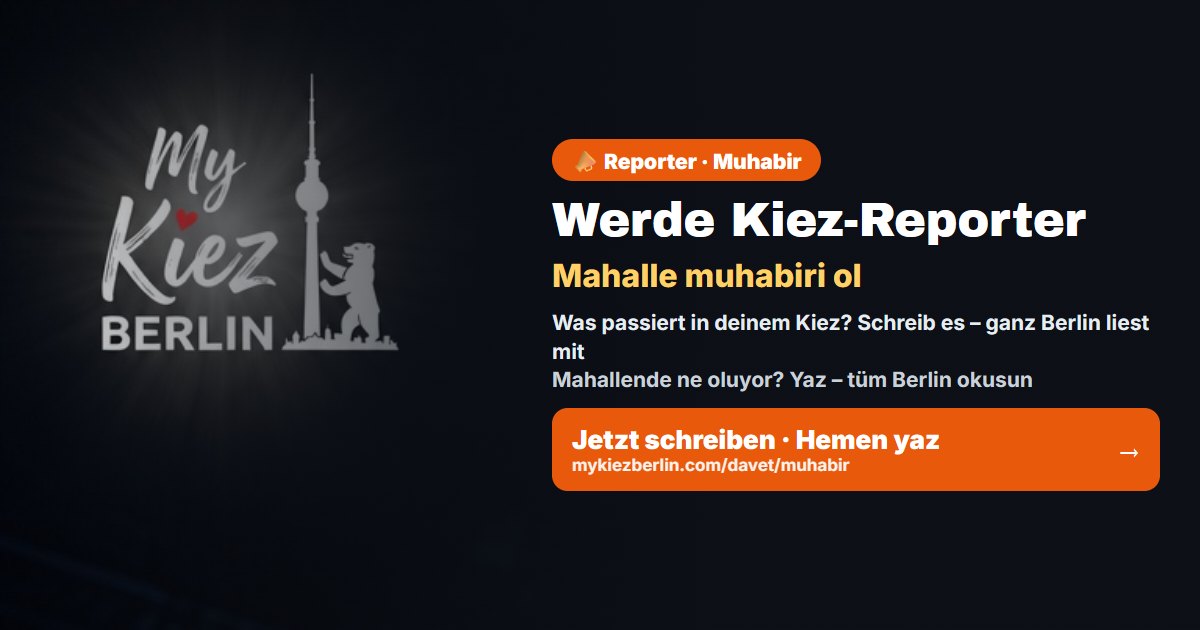 My
Kiez
BERLIN
Reporter · Muhabir
Werde Kiez-Reporter
Mahalle muhabiri ol
Was passiert in deinem Kiez? Schreib es – ganz Berlin liest
mit
Mahallende ne oluyor? Yaz – tüm Berlin okusun
Jetzt schreiben · Hemen yaz
mykiezberlin.com/davet/muhabir
→